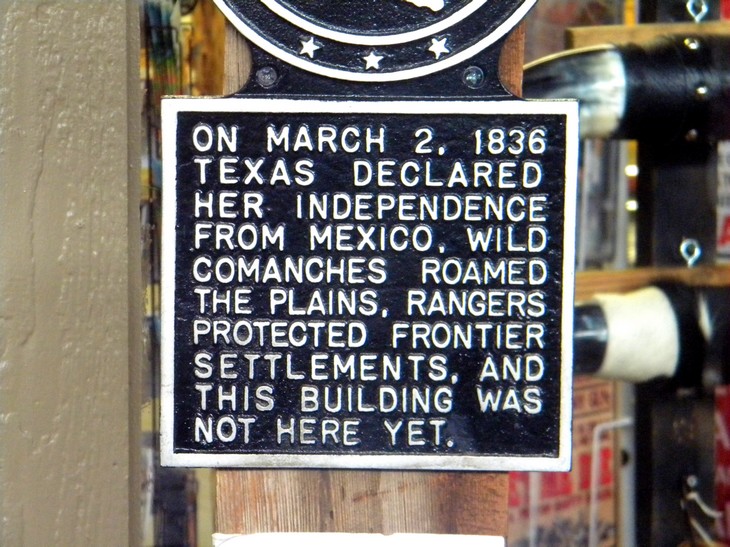 ON MARCH 2, 1836
TEXAS DECLARED
HER INDEPENDENCE
FROM MEXICO, WILD
COMANCHES ROAMED
THE PLAINS, RANGERS
PROTECTED FRONTIER
SETTLEMENTS, AND
THIS BUILDING WAS
NOT HERE YET.